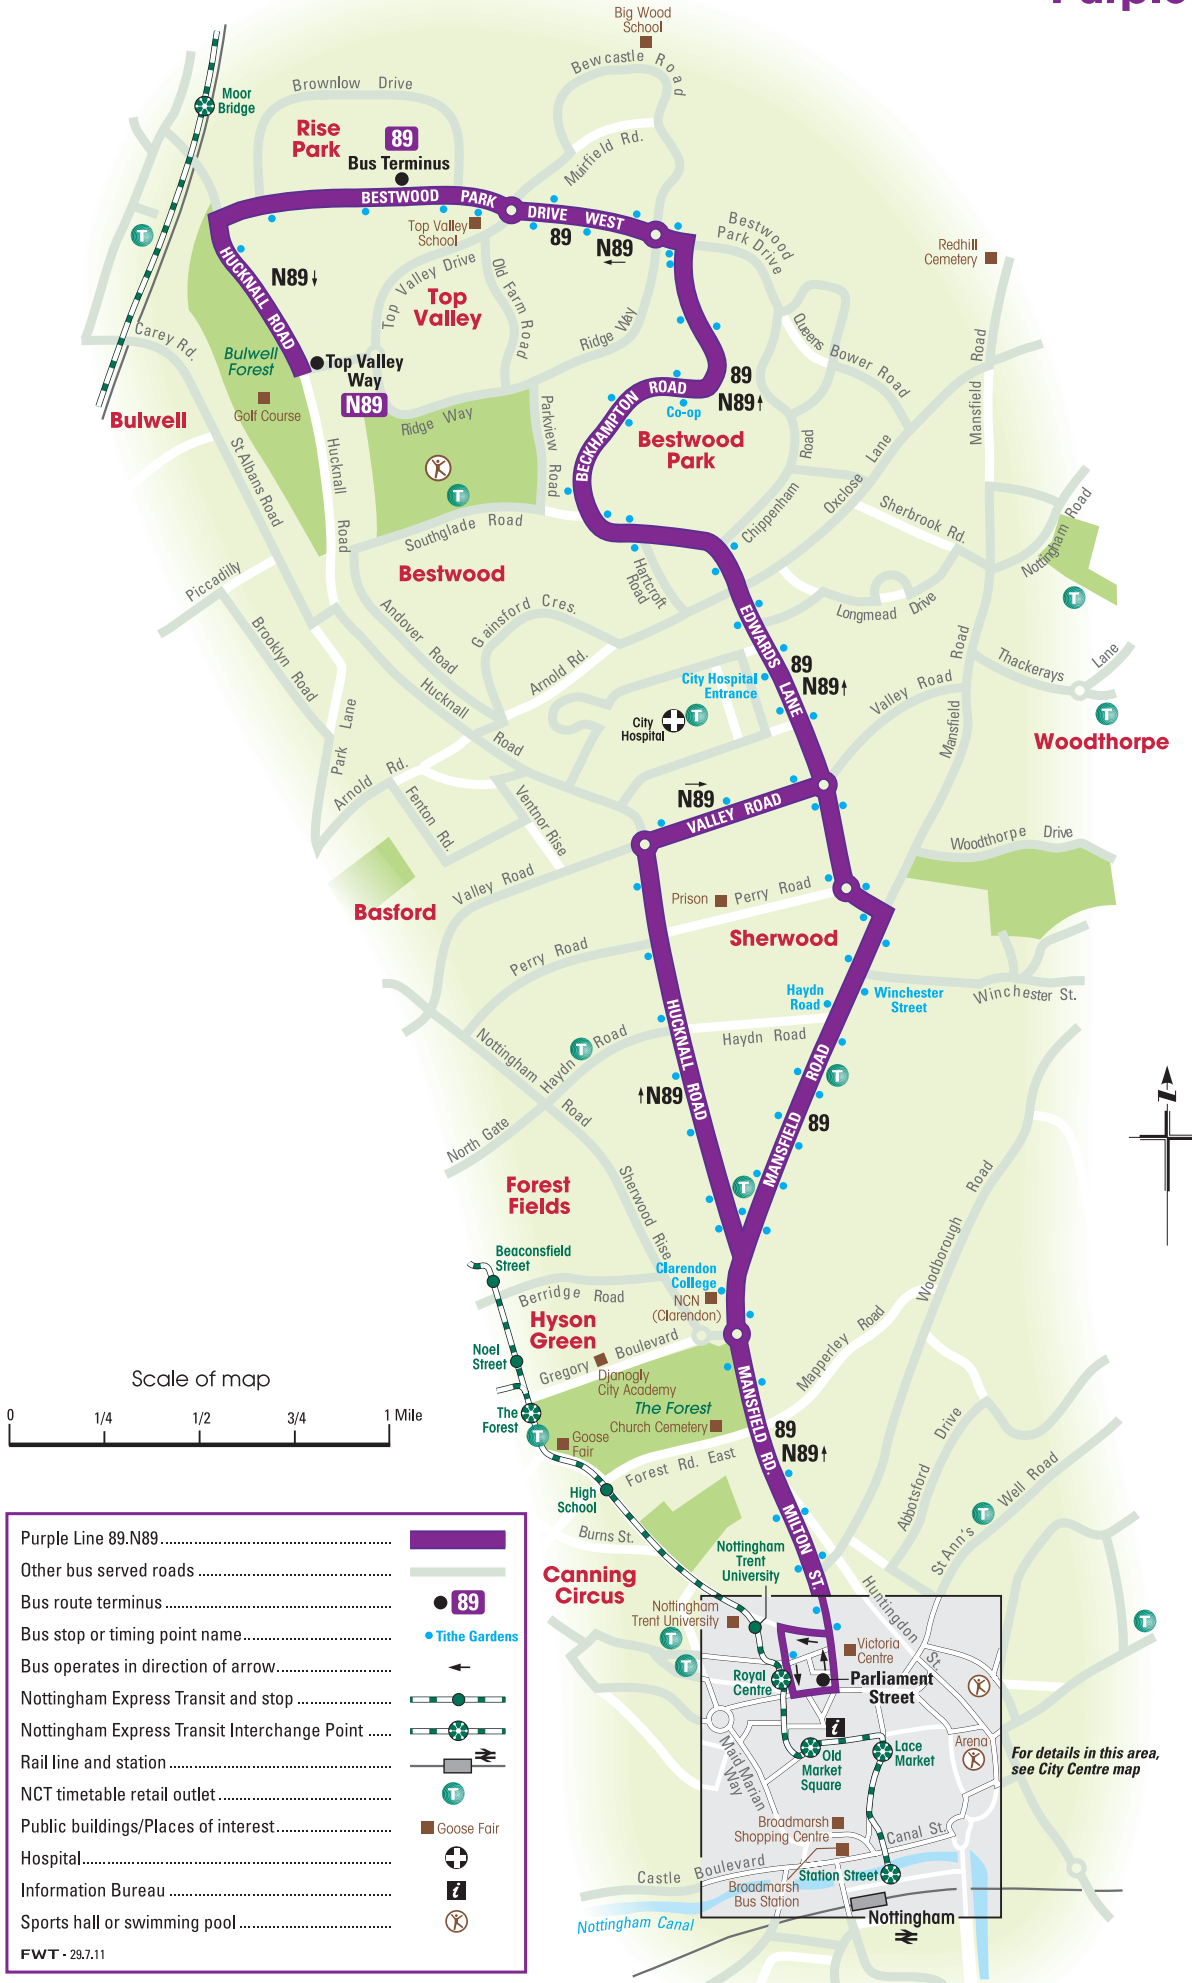 Purple
Big Wood
School
Bewcastle Road
Moor
Bridge
Brownlow Drive
Rise
Park
89
Bus Terminus
Muirfield Rd.
BESTWOOD PARK DRIVE WEST
Top Valley
School
89
N89
Bestwood
Park Drive
Redhill
Cemetery
T
HUCKNALL ROAD
N89
Top Valley Drive
Old Farm Road
Top
Valley
Ridge Way
Queens Bower Road
Mansfield Road
Carey Rd.
Bulwell
Forest
Top Valley
Way
N89
Golf Course
Bulwell
89
N89
BECKHAMPTON ROAD
Co-op
Bestwood
Park
Ridge Way
Parkview Road
St Albans Road
Hucknall Road
T
Chippenham Road
Oxclose Lane
Sherbrook Rd.
Nottingham Road
Southglade Road
Bestwood
Hartcroft
Road
Piccadilly
Longmead Drive
T
Andover Road
Gainsford Cres.
Brooklyn Road
EDWARDS LANE
89
N89
Arnold Rd.
City Hospital
Entrance
Thackerays Lane
Valley Road
Mansfield Road
Hucknall Road
City
Hospital
T
T
Woodthorpe
Park Lane
Arnold Rd.
Fenton Rd.
Ventnor Rise
N89
VALLEY ROAD
Woodthorpe Drive
Valley Road
Basford
Prison
Perry Road
Sherwood
Perry Road
Haydn
Road
Winchester
Street
Winchester St.
Nottingham Road
Haydn Road
T
Haydn Road
HUCKNALL ROAD
N89
MANSFIELD ROAD
T
89
North Gate
Forest
Fields
Sherwood Rise
T
Woodborough Road
Beaconsfield
Street
Clarendon
College
NCN
(Clarendon)
Berridge Road
Hyson
Green
Noel
Street
Gregory Boulevard
Djanogly
City Academy
Mapperley Road
Scale of map
0 1/4 1/2 3/4 1 Mile
The
Forest
The Forest
Church Cemetery
T
Goose
Fair
MANSFIELD RD.
89
N89
Forest Rd. East
High
School
Abbotsford Drive
St Ann's Well Road
T
MILTON ST.
Burns St.
Nottingham
Trent
University
Canning
Circus
Huntingdon St.
Nottingham
Trent University
T
T
T
Victoria
Centre
Royal
Centre
Parliament
Street
i
Old
Market
Square
Lace
Market
Arena
Maid Marian
Way
For details in this area,
see City Centre map
Broadmarsh
Shopping Centre
Canal St.
Castle Boulevard
Broadmarsh
Bus Station
Station Street
Nottingham
Nottingham Canal
Purple Line 89.N89
Other bus served roads
Bus route terminus 89
Bus stop or timing point name Tithe Gardens
Bus operates in direction of arrow
Nottingham Express Transit and stop
Nottingham Express Transit Interchange Point
Rail line and station
NCT timetable retail outlet T
Public buildings/Places of interest Goose Fair
Hospital
Information Bureau i
Sports hall or swimming pool
FWT - 29.7.11